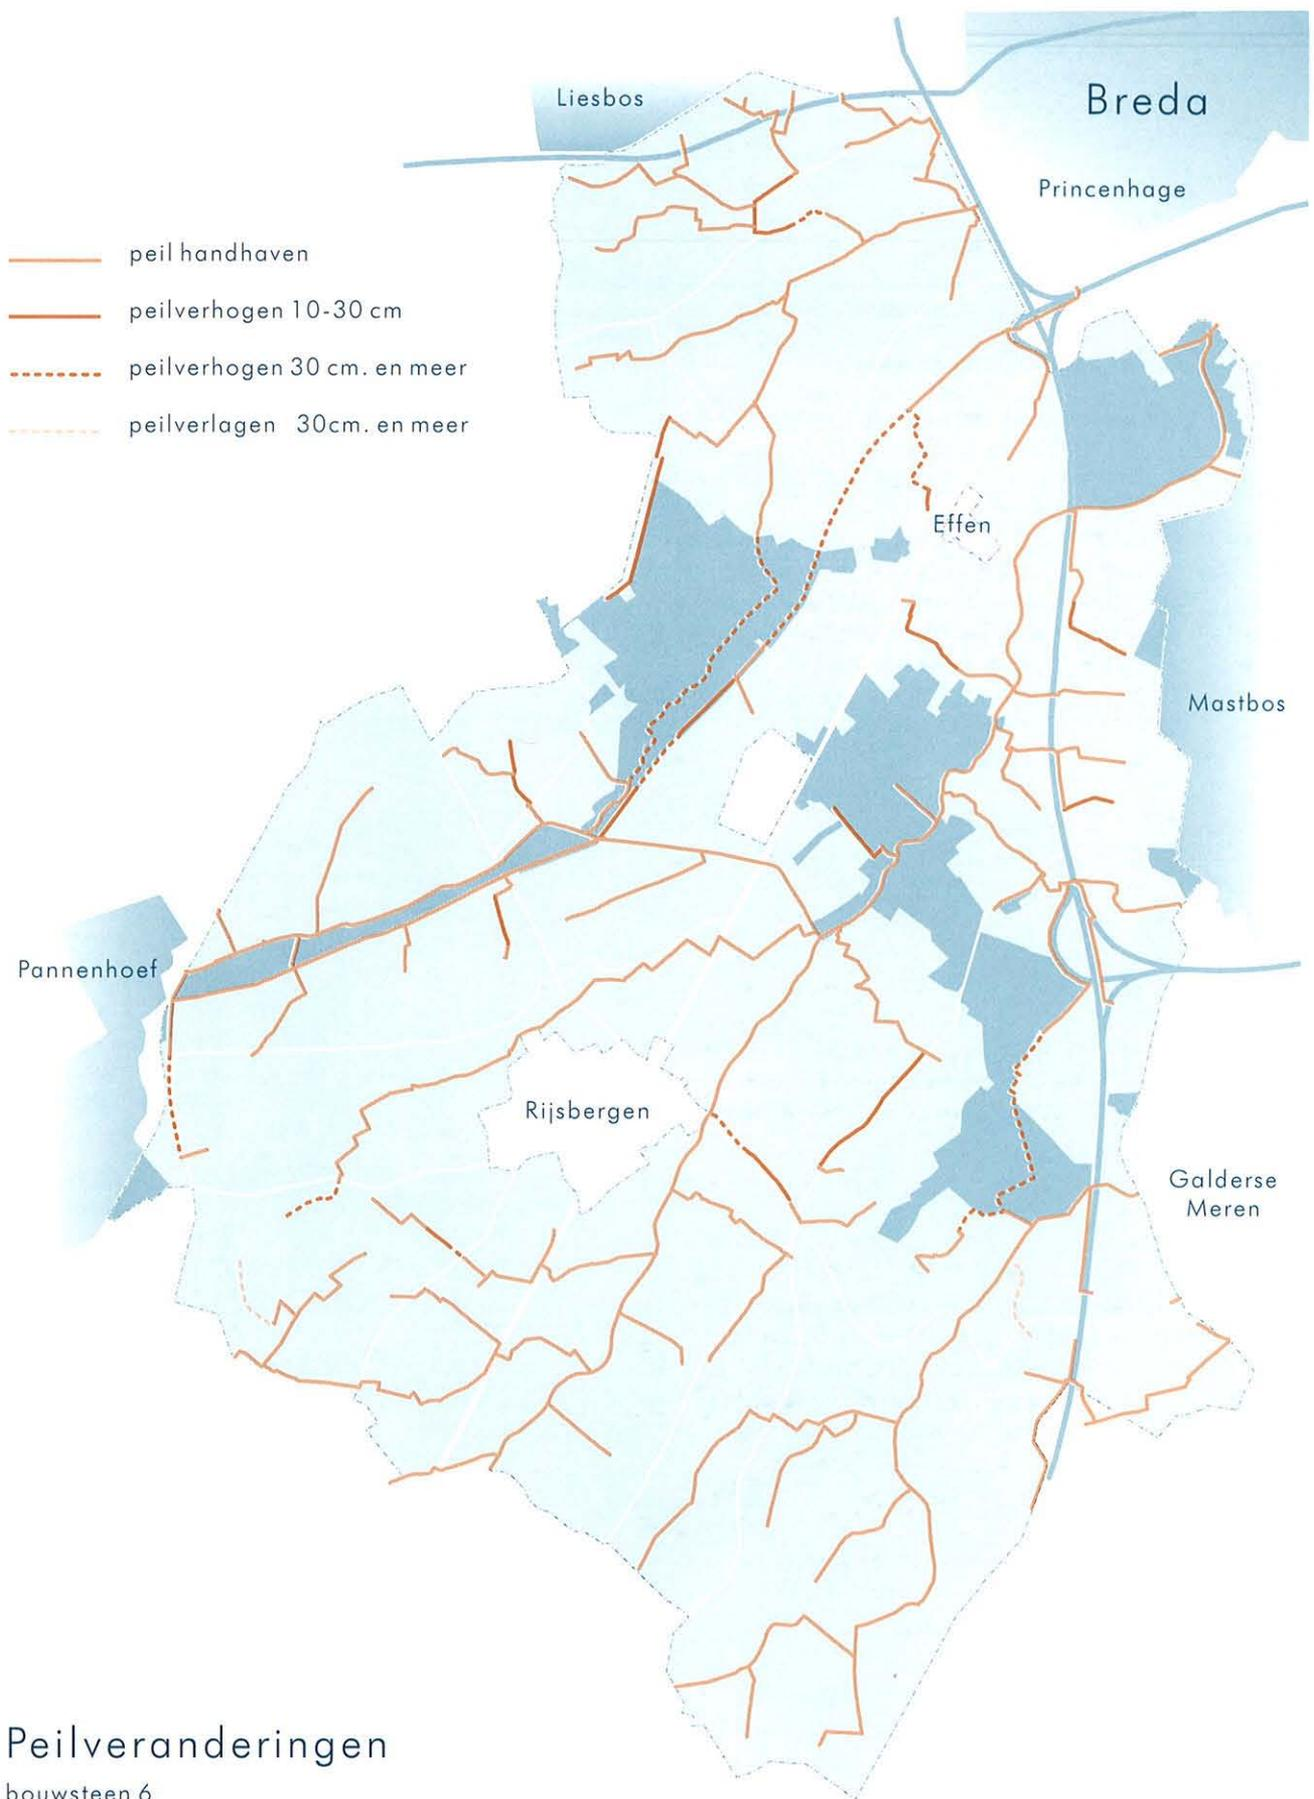 Liesbos
Breda
Princenhage
peil handhaven
peilverhogen 10-30 cm
peilverhogen 30 cm. en meer
peilverlagen 30cm. en meer
Effen
Mastbos
Pannenhoef
Rijsbergen
Galderse
Meren
Peilveranderingen
bouwsteen 6